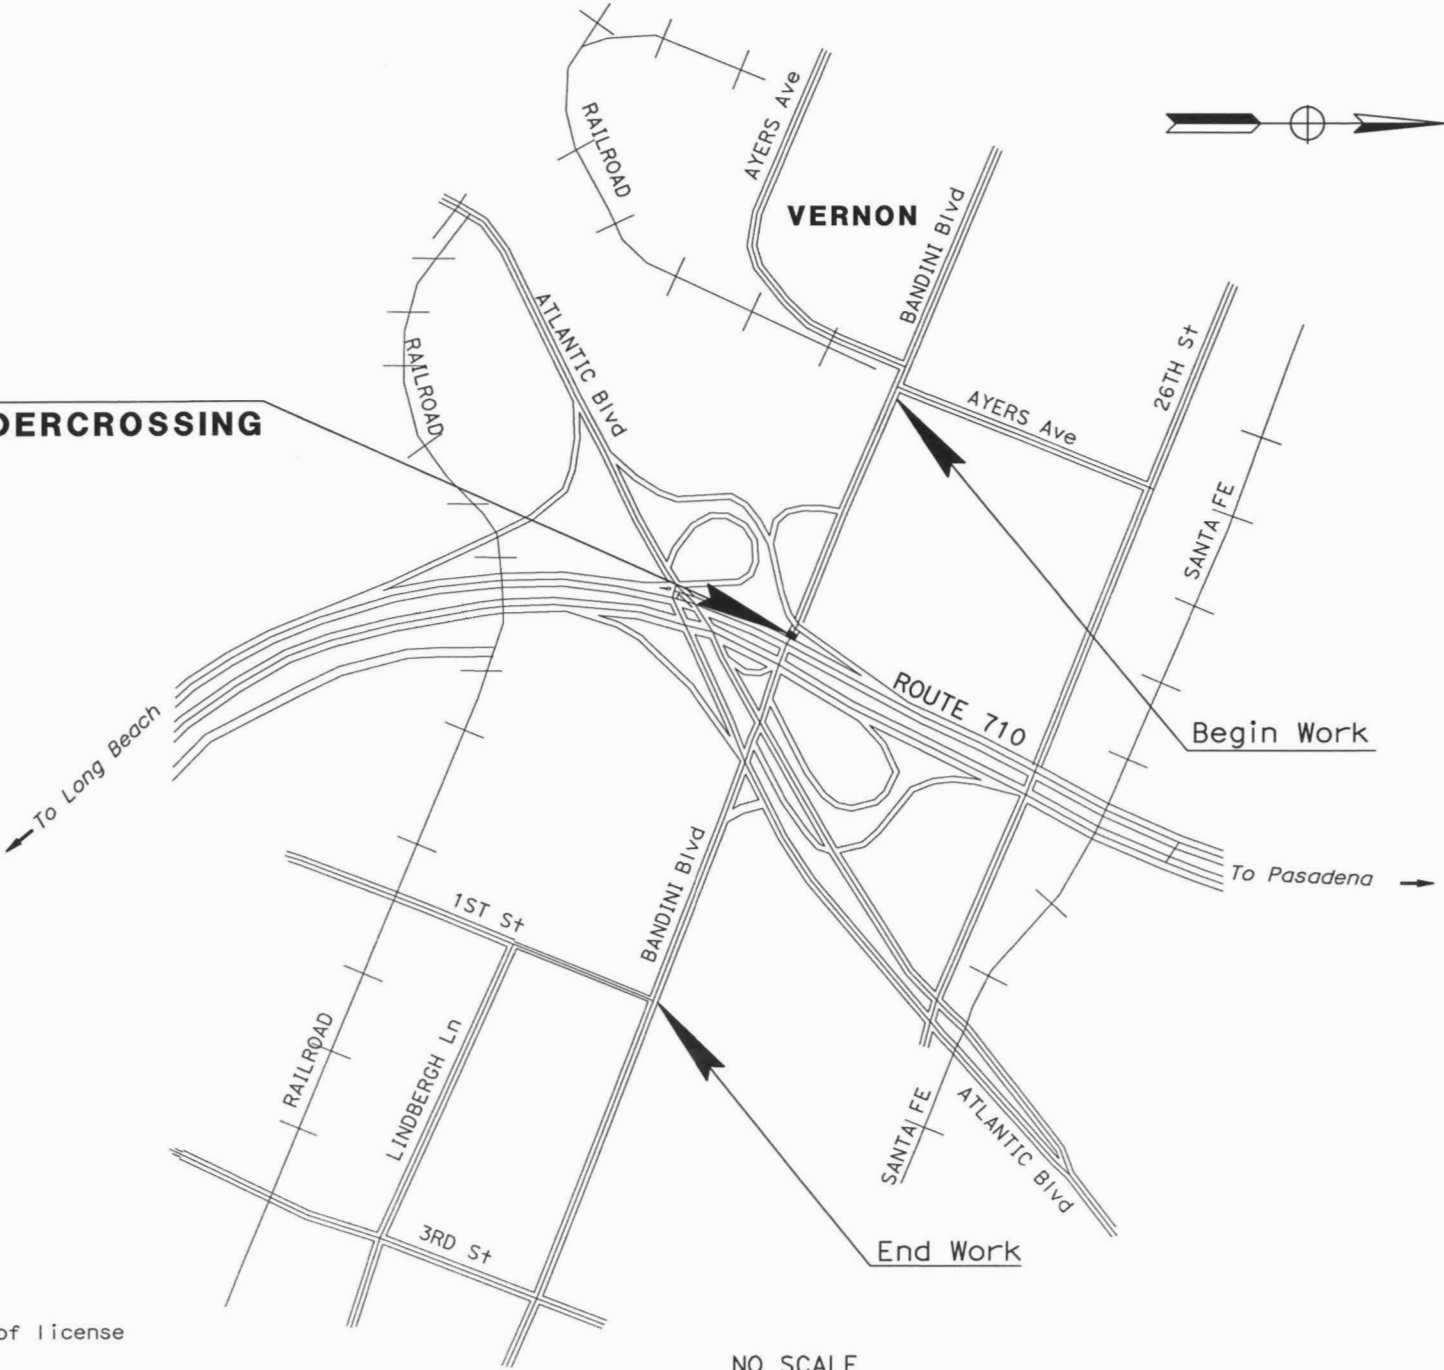 RAILROAD
AYERS Ave
VERNON
BANDINI Blvd
ATLANTIC Blvd
RAILROAD
26TH St
AYERS Ave
DERCROSSING
SANTA FE
ROUTE 710
Begin Work
To Long Beach
To Pasadena
BANDINI Blvd
1ST St
RAILROAD
LINDBERGH Ln
SANTA FE
ATLANTIC Blvd
3RD St
End Work
of license
NO SCALE